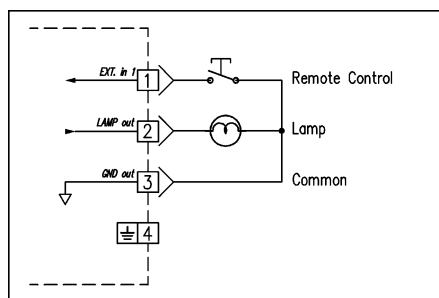 EXT. in 1 1 Remote Control
LAMP out 2 Lamp
GND out 3 Common
4